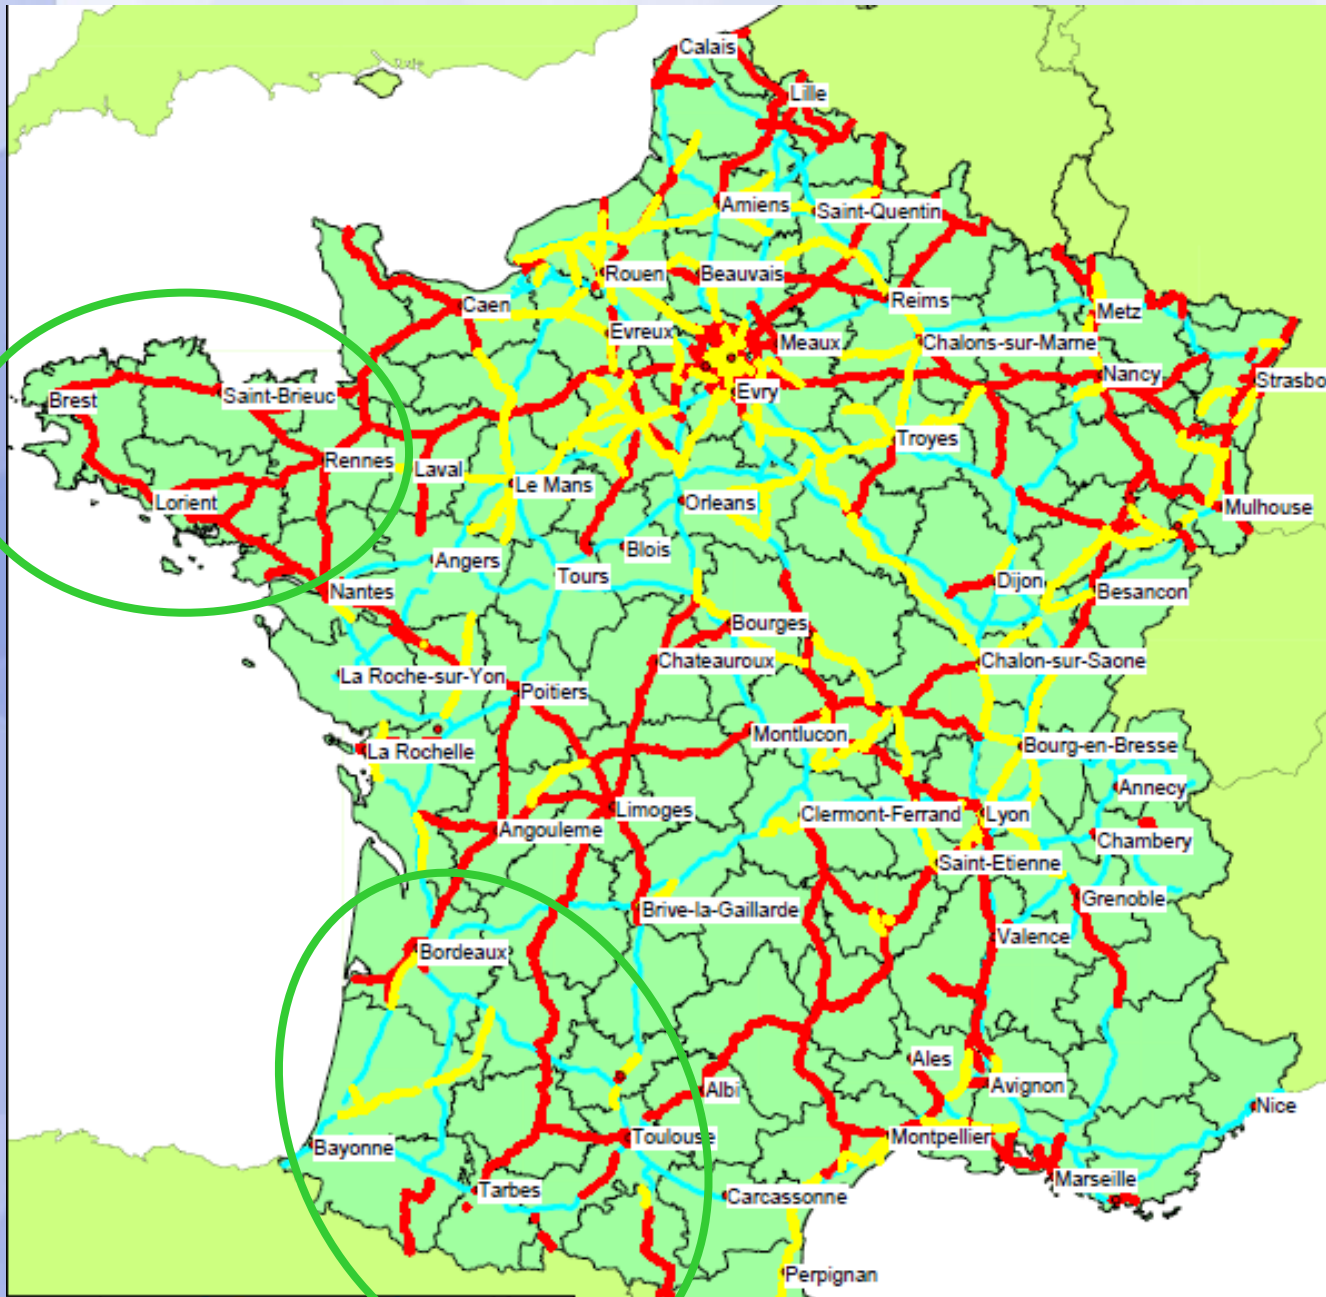 Calais
Lille
Amiens
Saint-Quentin
Rouen
Beauvais
Reims
Metz
Caen
Evreux
Meaux
Chalons-sur-Marne
Nancy
Strasbo
Brest
Saint-Brieuc
Evry
Troyes
Rennes
Laval
Le Mans
Orleans
Mulhouse
Lorient
Angers
Blois
Tours
Dijon
Besancon
Nantes
Bourges
Chateauroux
Chalon-sur-Saone
La Roche-sur-Yon
Poitiers
Montlucon
Bourg-en-Bresse
La Rochelle
Annecy
Limoges
Clermont-Ferrand
Lyon
Angouleme
Chambery
Saint-Etienne
Grenoble
Brive-la-Gaillarde
Valence
Bordeaux
Ales
Albi
Avignon
Nice
Bayonne
Toulouse
Montpellier
Marseille
Tarbes
Carcassonne
Perpignan